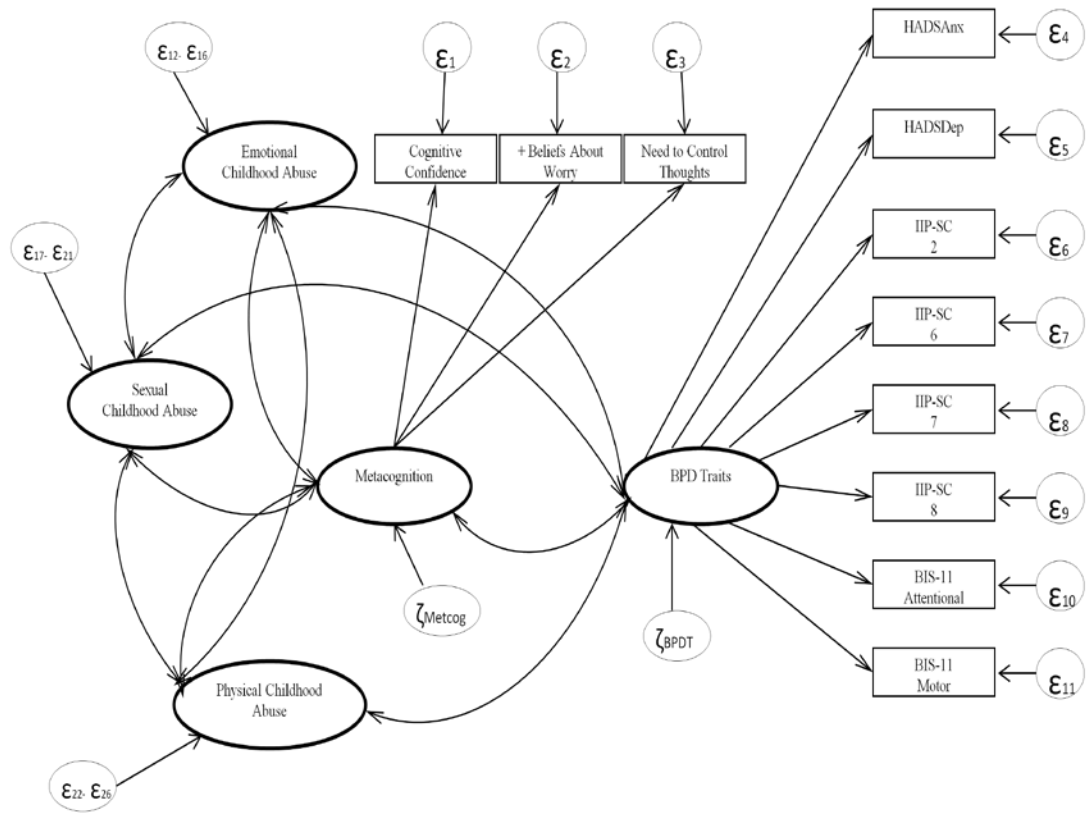 HADSAnx
ε4
ε12- ε16
ε1
ε2
ε3
HADSDep
ε5
Emotional
Childhood Abuse
Cognitive
Confidence
+ Beliefs About
Worry
Need to Control
Thoughts
IIP-SC
2
ε6
ε17- ε21
IIP-SC
6
ε7
Sexual
Childhood Abuse
IIP-SC
7
ε8
Metacognition
BPD Traits
IIP-SC
8
ε9
BIS-11
Attentional
ε10
ζMetcog
ζBPDT
BIS-11
Motor
ε11
Physical Childhood
Abuse
ε22- ε26